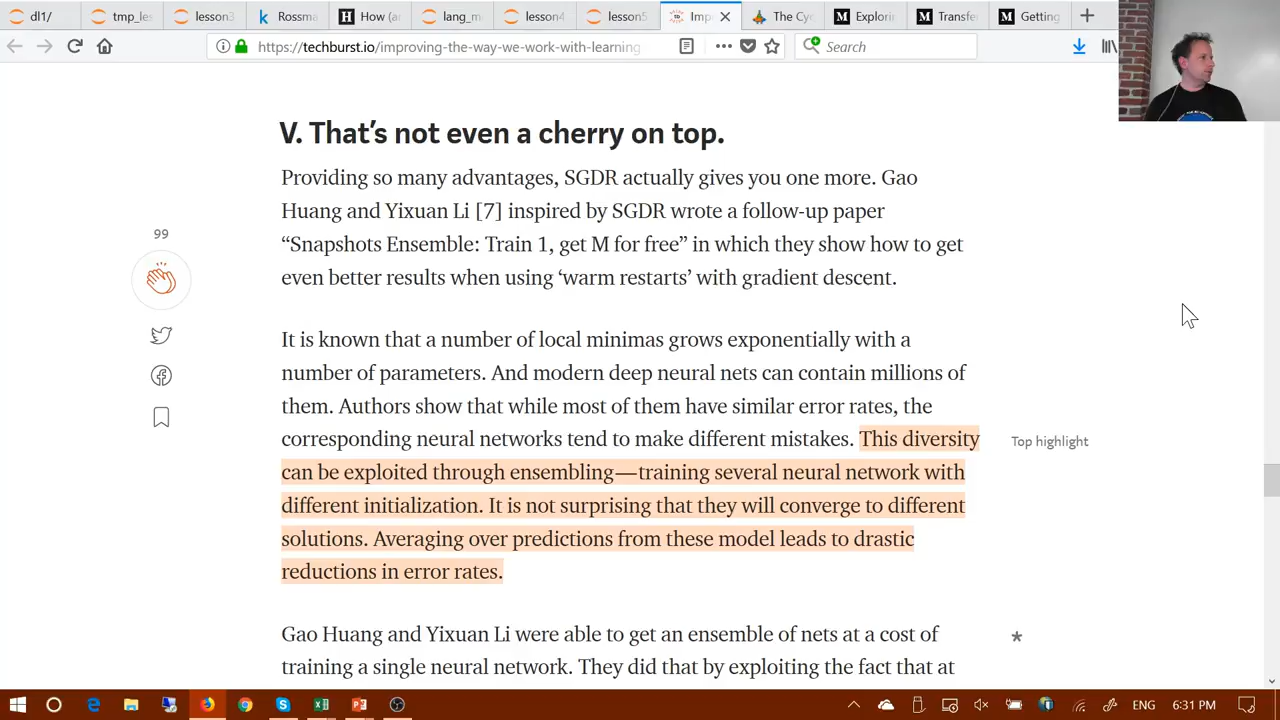 dl1/
tmp_les
lesson3
Rossma
How (an
lang_m
lesson4
lesson5
Imp
The Cy
Explori
Transfe
Getting
https://techburst.io/improving-the-way-we-work-with-learning
Search
V. That’s not even a cherry on top.
Providing so many advantages, SGDR actually gives you one more. Gao
Huang and Yixuan Li [7] inspired by SGDR wrote a follow-up paper
“Snapshots Ensemble: Train 1, get M for free” in which they show how to get
even better results when using ‘warm restarts’ with gradient descent.
99
It is known that a number of local minimas grows exponentially with a
number of parameters. And modern deep neural nets can contain millions of
them. Authors show that while most of them have similar error rates, the
corresponding neural networks tend to make different mistakes. This diversity
can be exploited through ensembling—training several neural network with
different initialization. It is not surprising that they will converge to different
solutions. Averaging over predictions from these model leads to drastic
reductions in error rates.
Top highlight
Gao Huang and Yixuan Li were able to get an ensemble of nets at a cost of
training a single neural network. They did that by exploiting the fact that at
*
ENG
6:31 PM